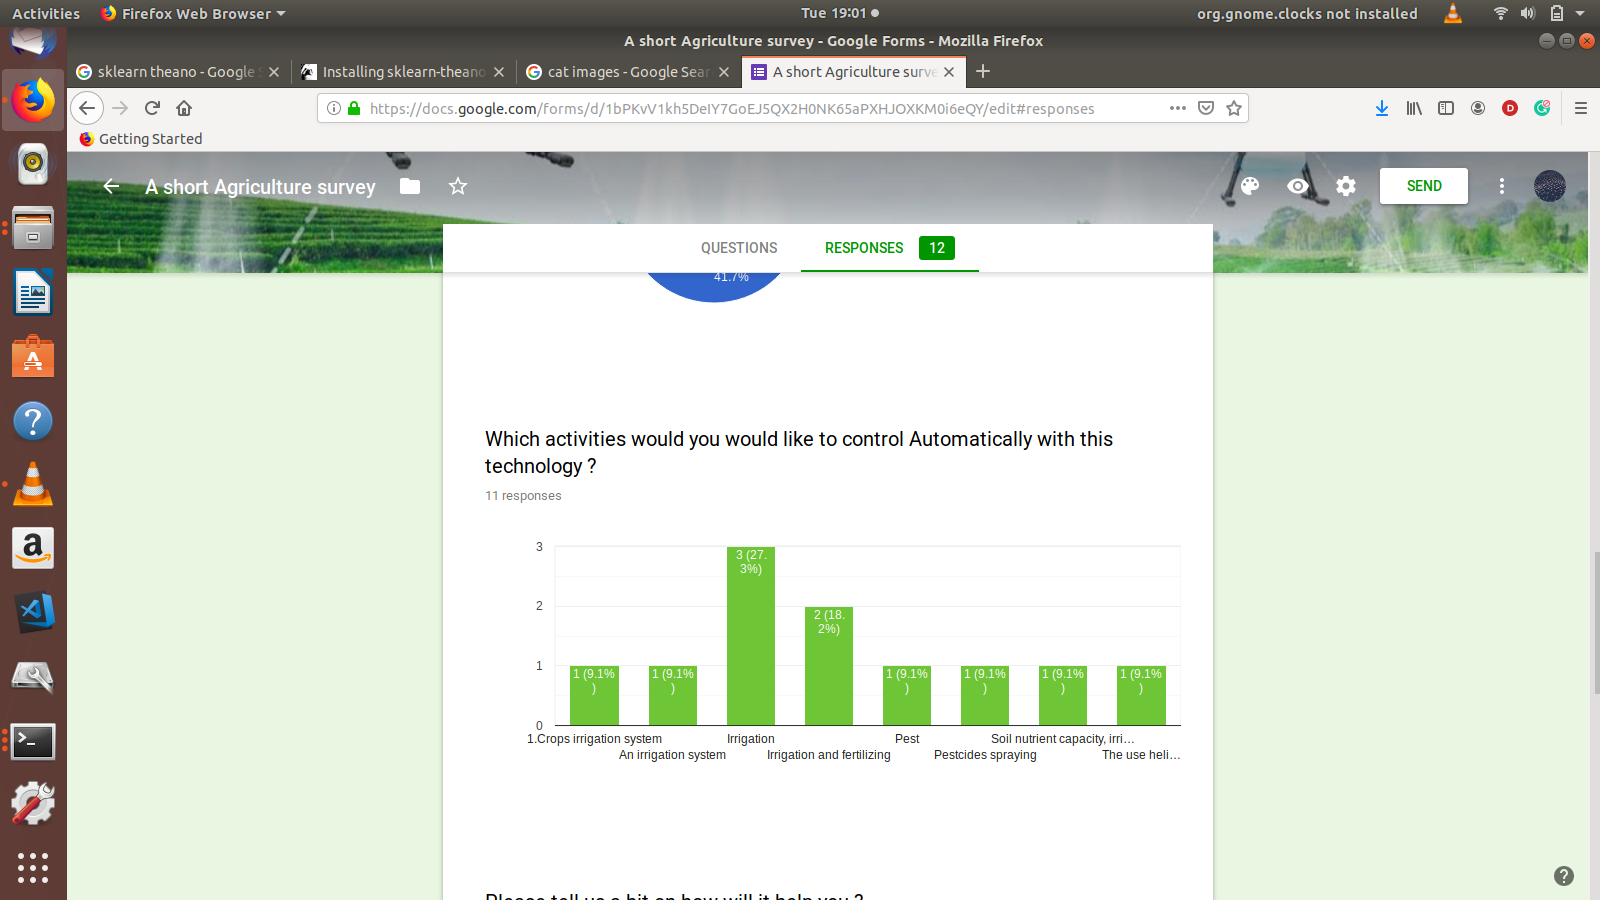 Activities
Firefox Web Browser
Tue 19:01
org.gnome.clocks not installed
A short Agriculture survey - Google Forms - Mozilla Firefox
sklearn theano - Google S
Installing sklearn-theano
cat images - Google Sear
A short Agriculture surve
https://docs.google.com/forms/d/1bPKvV1kh5DeIY7GoEJ5QX2H0NK65aPXHJOXKM0i6eQY/edit#responses
Getting Started
A short Agriculture survey
SEND
QUESTIONS
RESPONSES 12
41.7%
Which activities would you would like to control Automatically with this
technology ?
11 responses
3
2
1
0
1 (9.1%
)
1 (9.1%
)
3 (27.
3%)
2 (18.
2%)
1 (9.1%
)
1 (9.1%
)
1 (9.1%
)
1 (9.1%
)
1.Crops irrigation system
An irrigation system
Irrigation
Irrigation and fertilizing
Pest
Pestcides spraying
Soil nutrient capacity, irri…
The use heli…
Please tell us a bit on how will it help you ?